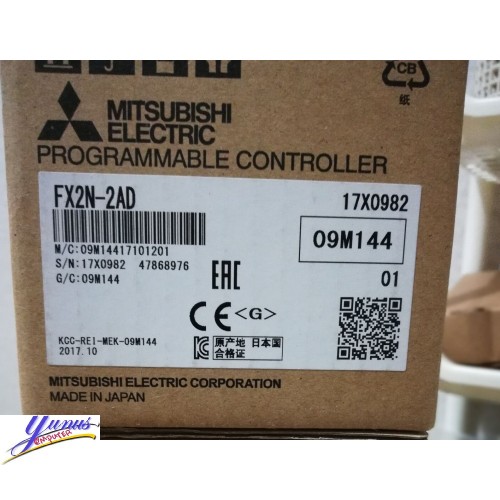 CB
纸
MITSUBISHI
ELECTRIC
PROGRAMMABLE CONTROLLER
FX2N-2AD
17X0982
M/C:09M14417101201
S/N:17X0982 47868976
G/C:09M144
09M144
01
EAC
CE<G>
KCC-REI-MEK-09M144
2017.10
原产地 日本国
合格证
MITSUBISHI ELECTRIC CORPORATION
MADE IN JAPAN
Yunus
COMPUTER